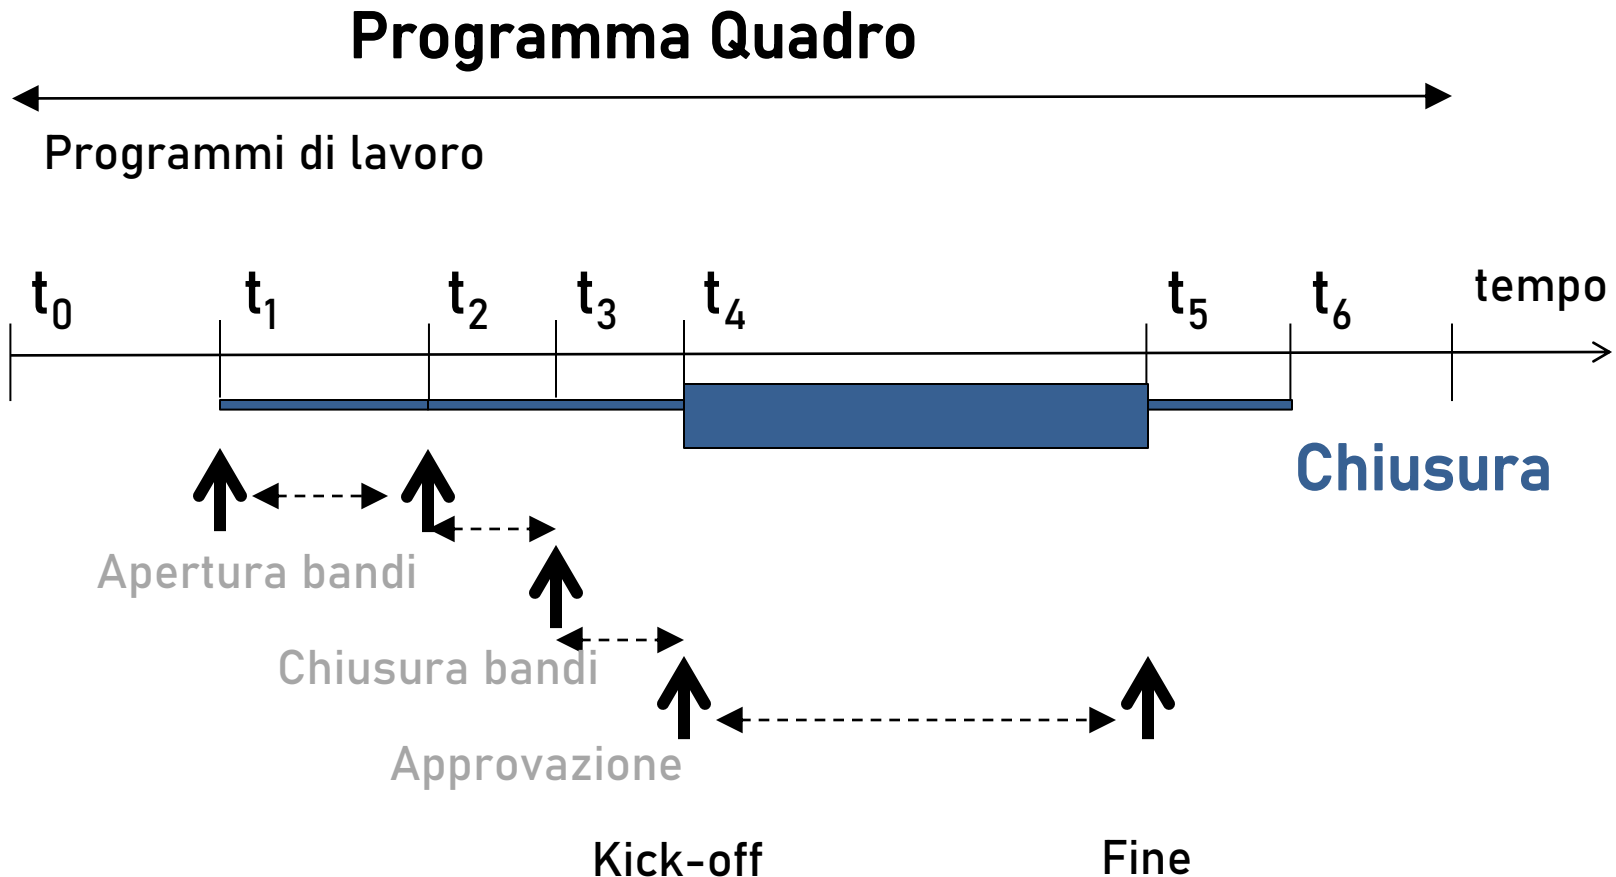 Programma Quadro
Programmi di lavoro
t0 t1 t2 t3 t4 t5 t6 tempo
Chiusura
Apertura bandi
Chiusura bandi
Approvazione
Kick-off Fine